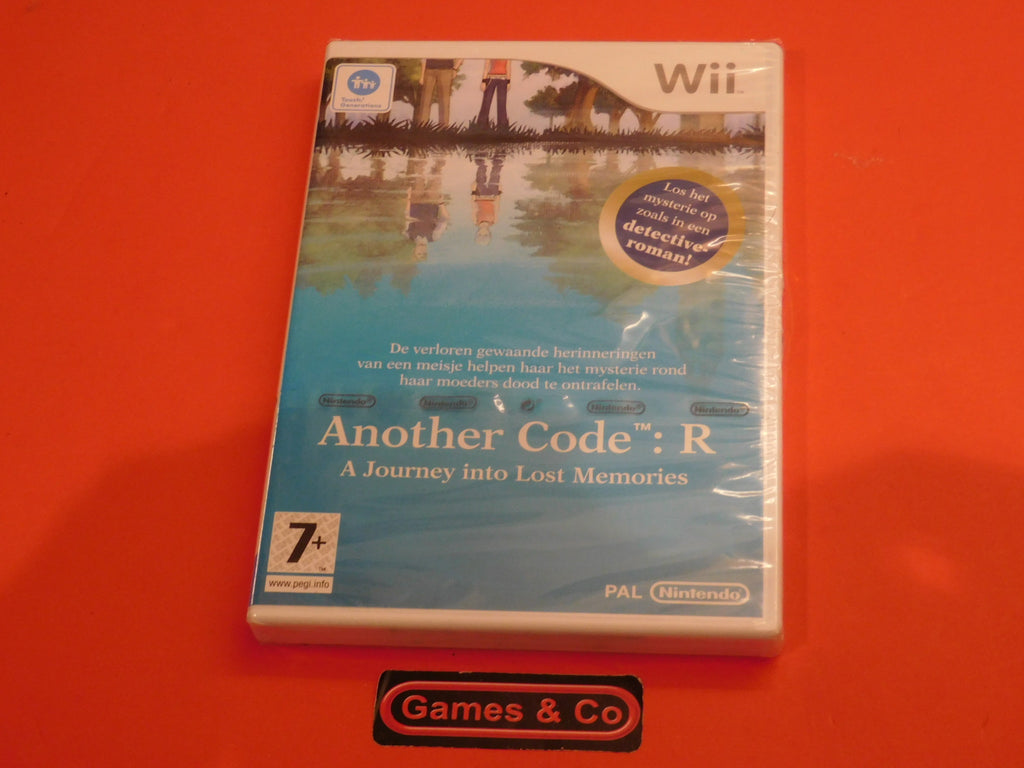 Touch!
Generations
Wii™
Los het
mysterie op
zoals in een
detective-
roman!
De verloren gewaande herinneringen
van een meisje helpen haar het mysterie rond
haar moeders dood te ontrafelen.
Nintendo® Nintendo® Nintendo® Nintendo®
Another Code™: R
A Journey into Lost Memories
7+
™
www.pegi.info
PAL Nintendo®
Games & Co